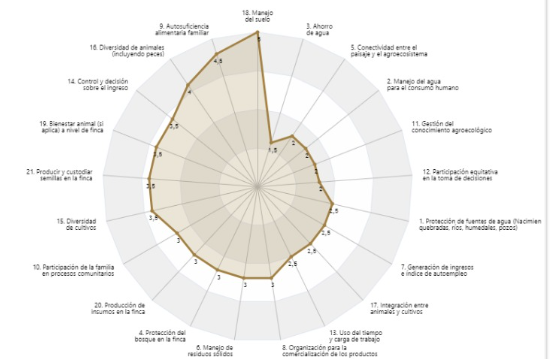 18. Manejo
del suelo
3. Ahorro
de agua
5. Conectividad entre el
paisaje y el agroecosistema
2. Manejo del agua
para el consumo humano
11. Gestión del
conocimiento agroecológico
12. Participación equitativa
en la toma de decisiones
1. Protección de fuentes de agua (Nacimien
quebradas, ríos, humedales, pozos)
7. Generación de ingresos
e índice de autoempleo
17. Integración entre
animales y cultivos
13. Uso del tiempo
y carga de trabajo
8. Organización para la
comercialización de los productos
6. Manejo de
residuos sólidos
4. Protección del
bosque en la finca
20. Producción de
insumos en la finca
10. Participación de la familia
en procesos comunitarios
15. Diversidad
de cultivos
21. Producir y custodiar
semillas en la finca
19. Bienestar animal (si
aplica) a nivel de finca
14. Control y decisión
sobre el ingreso
16. Diversidad de animales
(incluyendo peces)
9. Autosuficiencia
alimentaria familiar
5
1,5
2
2
2
2
2,5
2,5
2,5
3
3
3
3
3
3,5
3,5
3,5
4
4,5